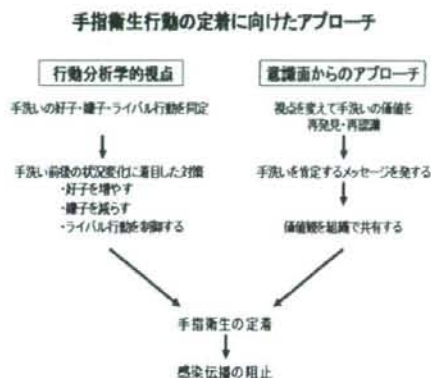 手指衛生行動の定着に向けたアプローチ
行動分析学的視点
手洗いの好子・嫌子・ライバル行動を同定
手洗い前後の状況変化に着目した対策
・好子を増やす
・嫌子を減らす
・ライバル行動を制御する
意識面からのアプローチ
視点を変えて手洗いの価値を
再発見・再認識
手洗いを肯定するメッセージを発する
価値観を組織で共有する
手指衛生の定着
感染伝播の阻止